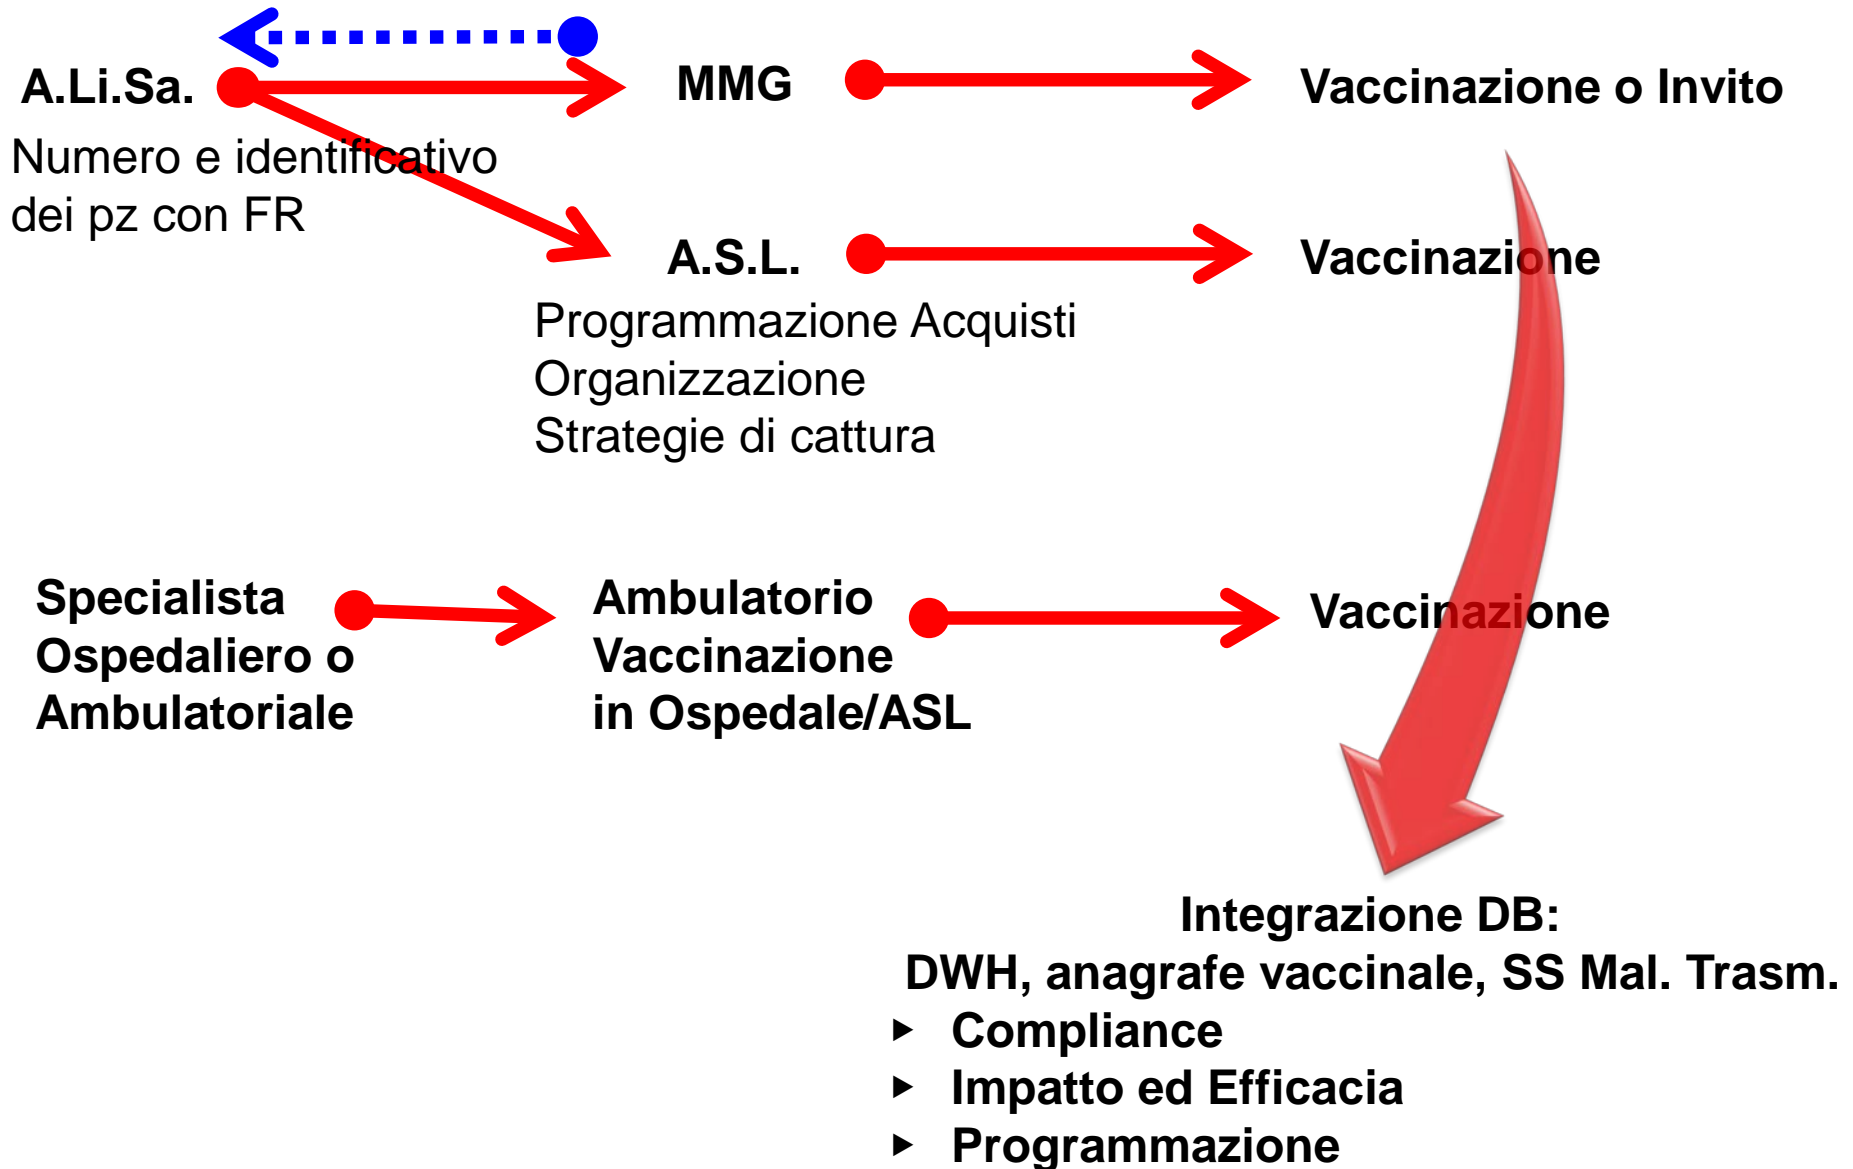 A.Li.Sa.
MMG
Vaccinazione o Invito
Numero e identificativo
dei pz con FR
A.S.L.
Vaccinazione
Programmazione Acquisti
Organizzazione
Strategie di cattura
Specialista
Ospedaliero o
Ambulatoriale
Ambulatorio
Vaccinazione
in Ospedale/ASL
Vaccinazione
Integrazione DB:
DWH, anagrafe vaccinale, SS Mal. Trasm.
▶ Compliance
▶ Impatto ed Efficacia
▶ Programmazione